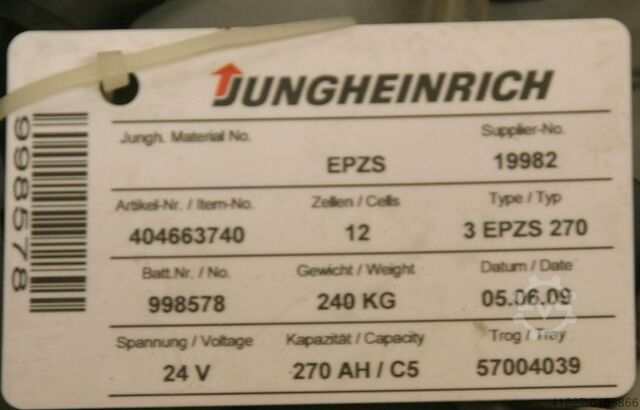 JUNGHEINRICH
Jungh. Material No. Supplier-No.
EPZS 19982
Artikel-Nr. / Item-No. Zellen / Cells Type / Typ
404663740 12 3 EPZS 270
Batt.Nr. / No. Gewicht / Weight Datum / Date
998578 240 KG 05.06.09
Spannung / Voltage Kapazität / Capacity Trog / Tray
24 V 270 AH / C5 57004039
998578